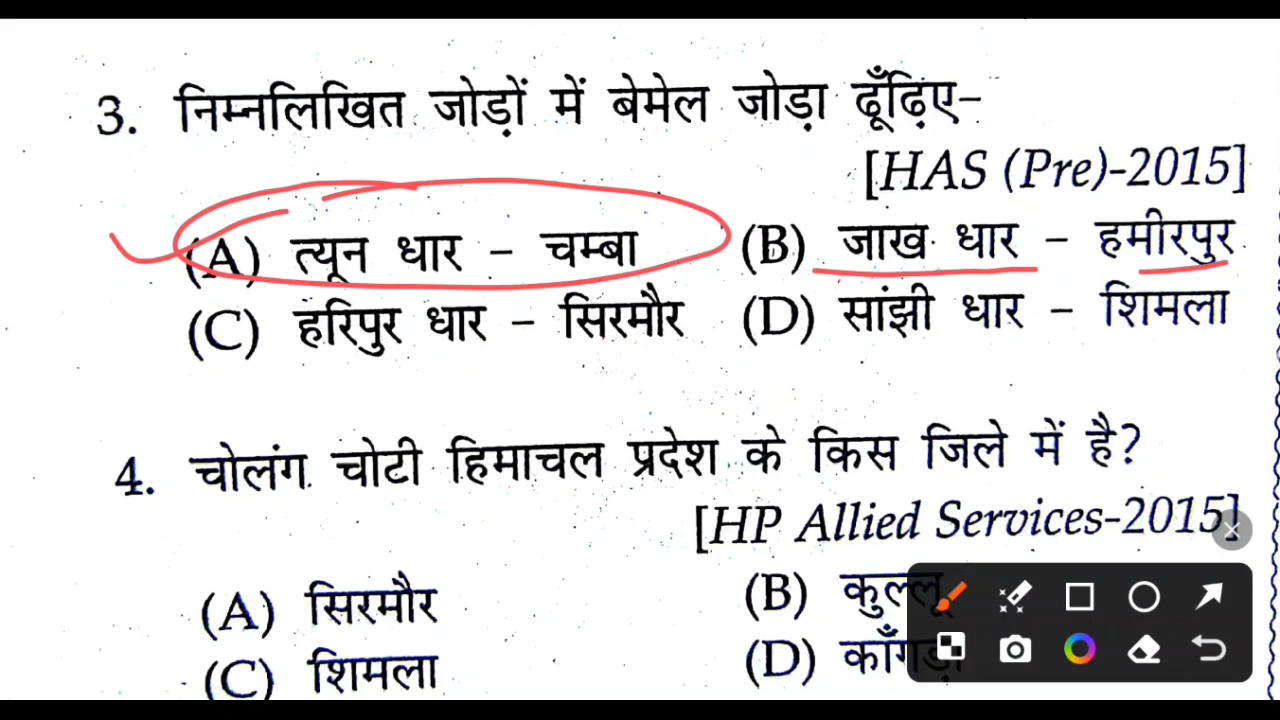 3. निम्नलिखित जोड़ों में बेमेल जोड़ा ढूँढ़िए-
[HAS (Pre)-2015]
(A) त्यून धार - चम्बा (B) जाख धार - हमीरपुर
(C) हरिपुर धार - सिरमौर (D) सांझी धार - शिमला
4. चोलंग चोटी हिमाचल प्रदेश के किस जिले में है?
[HP Allied Services-2015]
(A) सिरमौर (B) कुल्लू
(C) शिमला (D) काँगड़ा